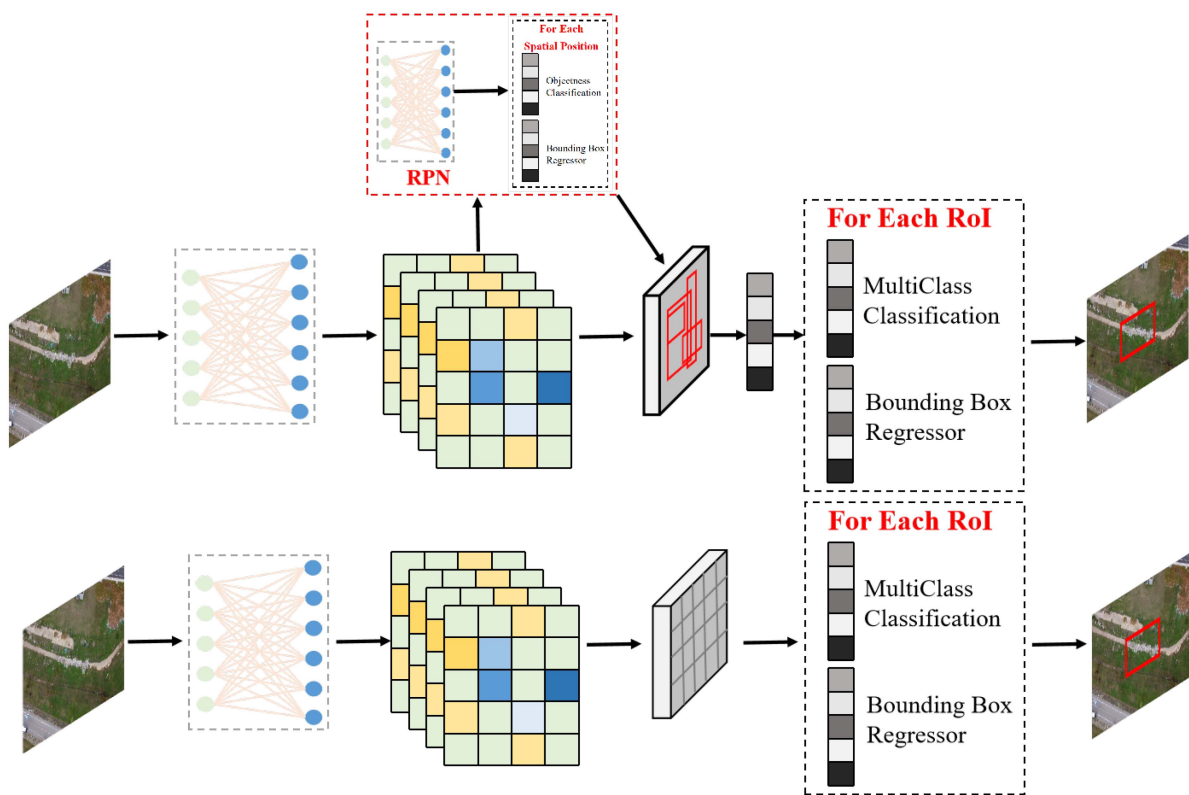 For Each
Spatial Position
Objectness
Classification
Bounding Box
Regressor
RPN
For Each RoI
MultiClass
Classification
Bounding Box
Regressor
For Each RoI
MultiClass
Classification
Bounding Box
Regressor